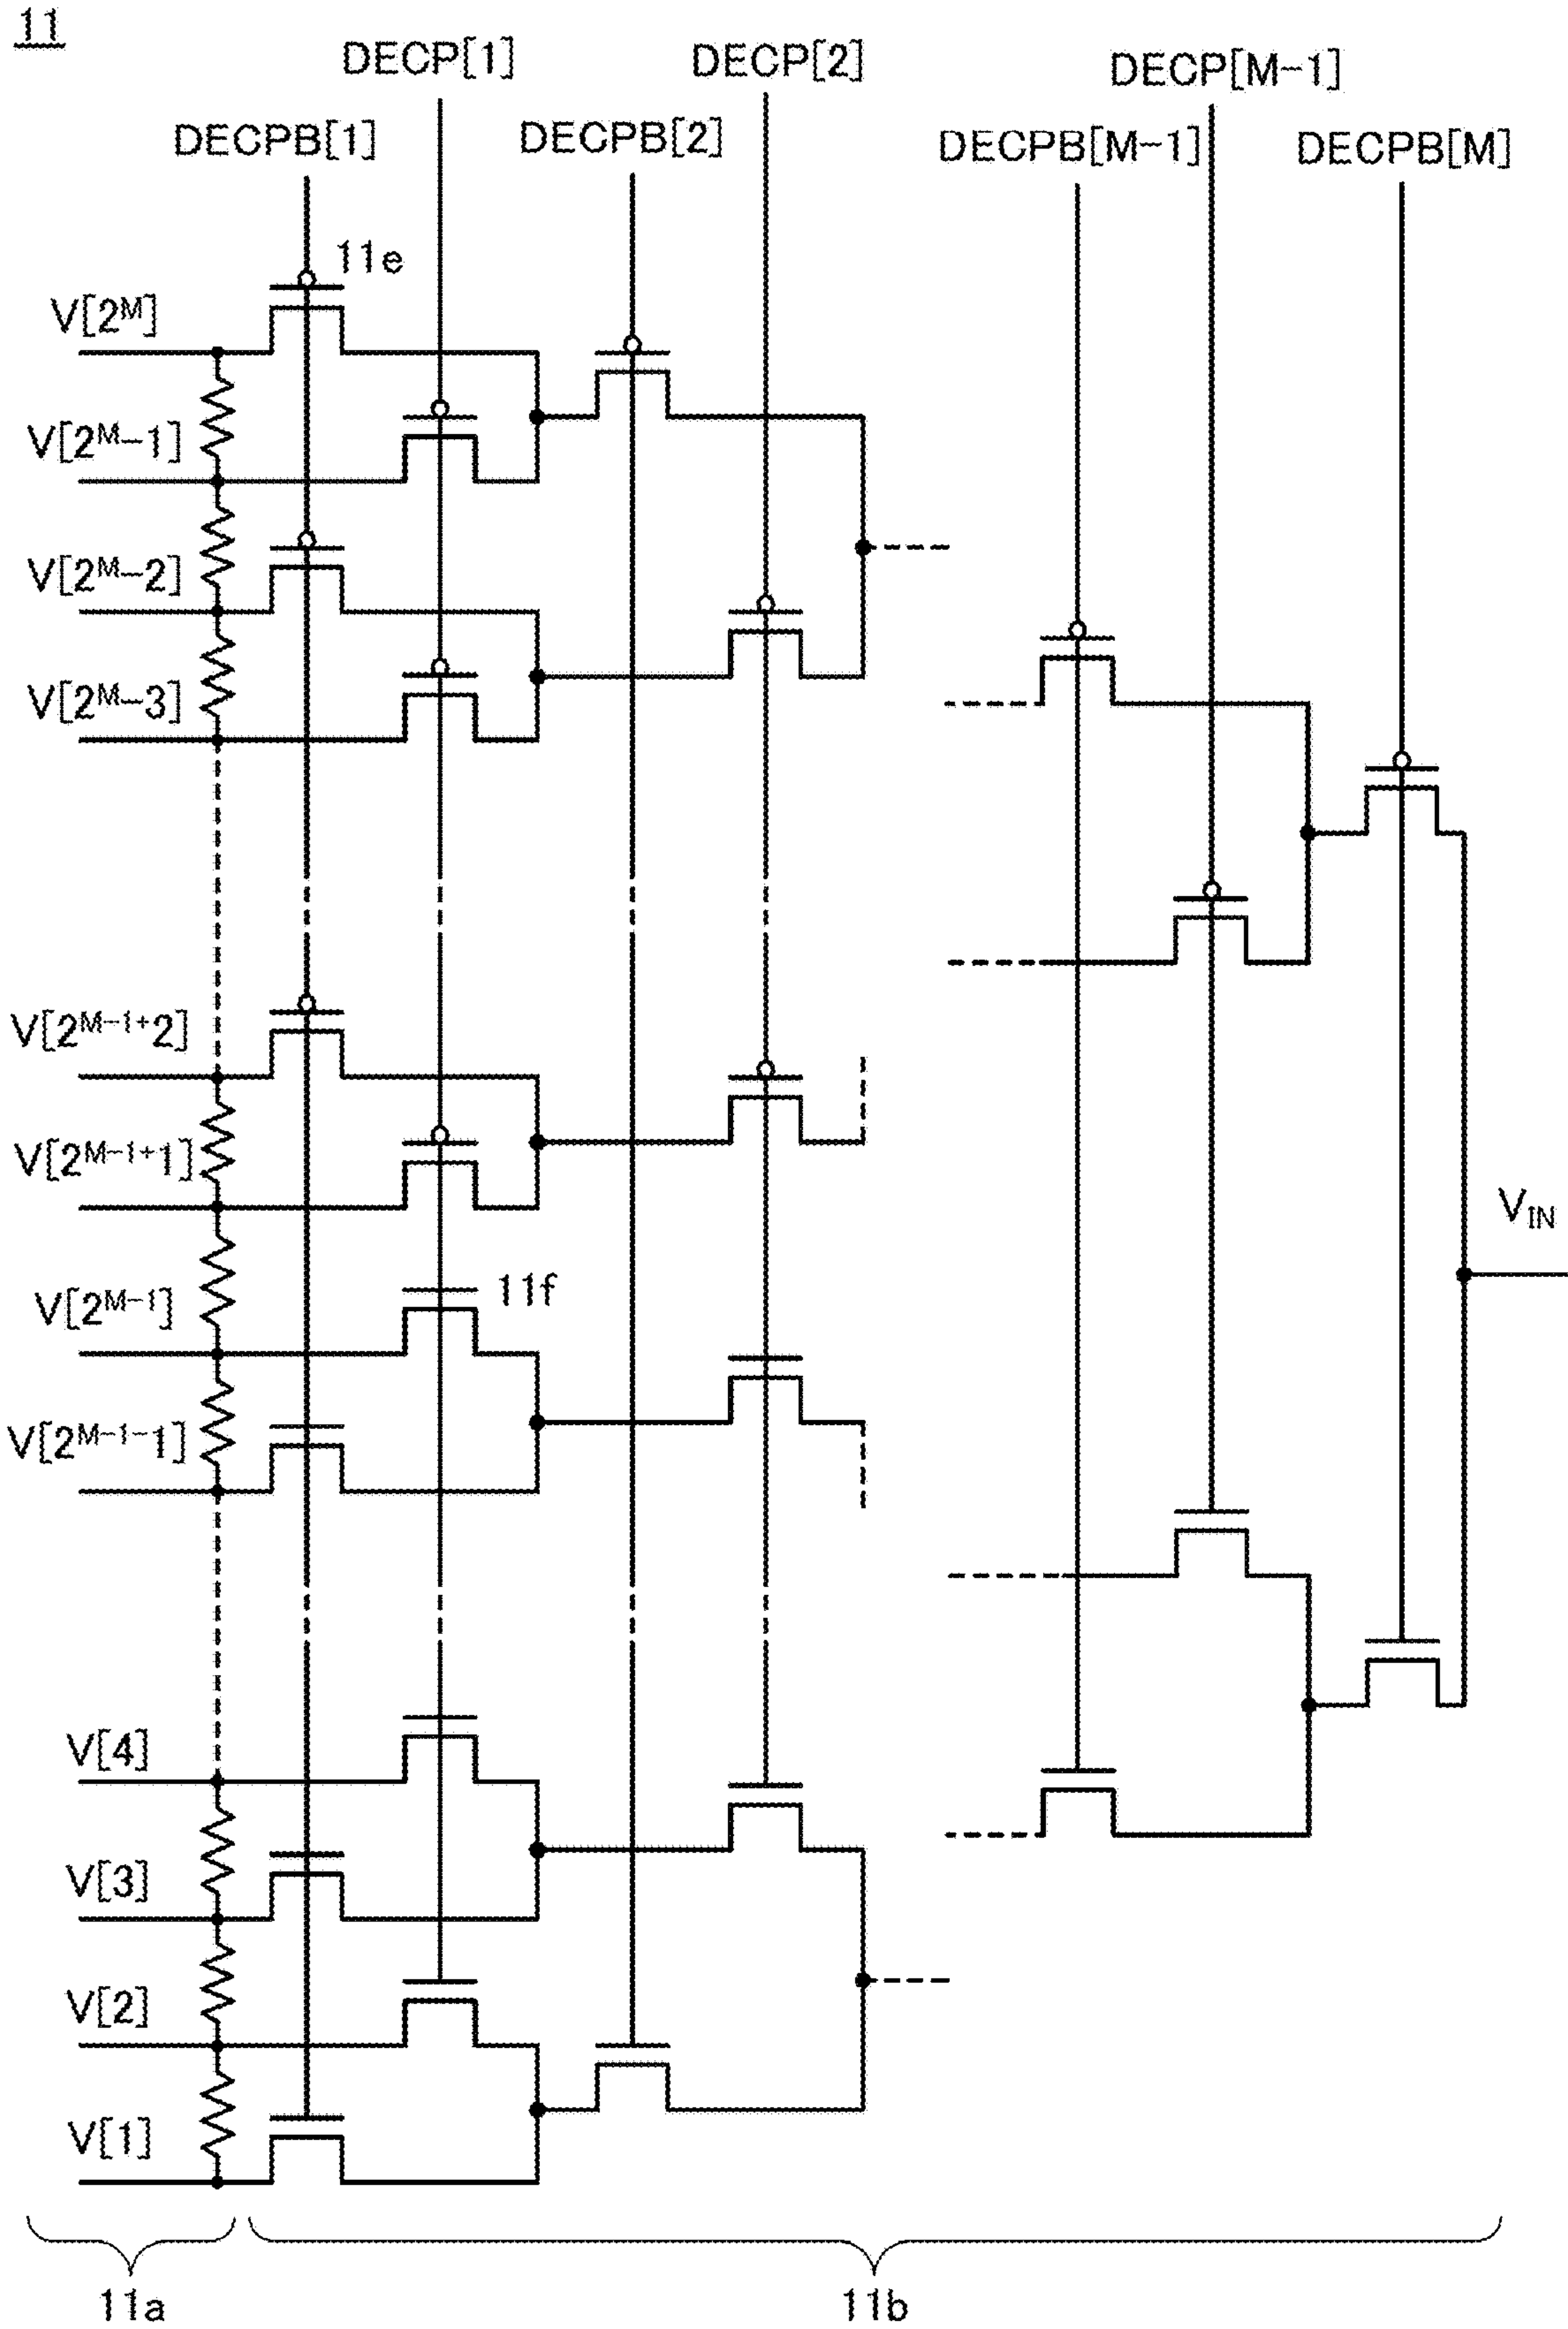 11
DECP[1]
DECP[2]
DECP[M-1]
DECPB[1]
DECPB[2]
DECPB[M-1]
DECPB[M]
11e
V[2ᴹ]
V[2ᴹ-1]
V[2ᴹ-2]
V[2ᴹ-3]
V[2ᴹ⁻¹⁺2]
V[2ᴹ⁻¹⁺1]
V_IN
11f
V[2ᴹ⁻¹]
V[2ᴹ⁻¹⁻1]
V[4]
V[3]
V[2]
V[1]
11a
11b